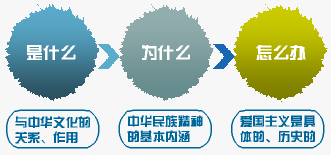 是什么
为什么
怎么办
与中华文化的
关系、作用
中华民族精神
的基本内涵
爱国主义是具
体的、历史的